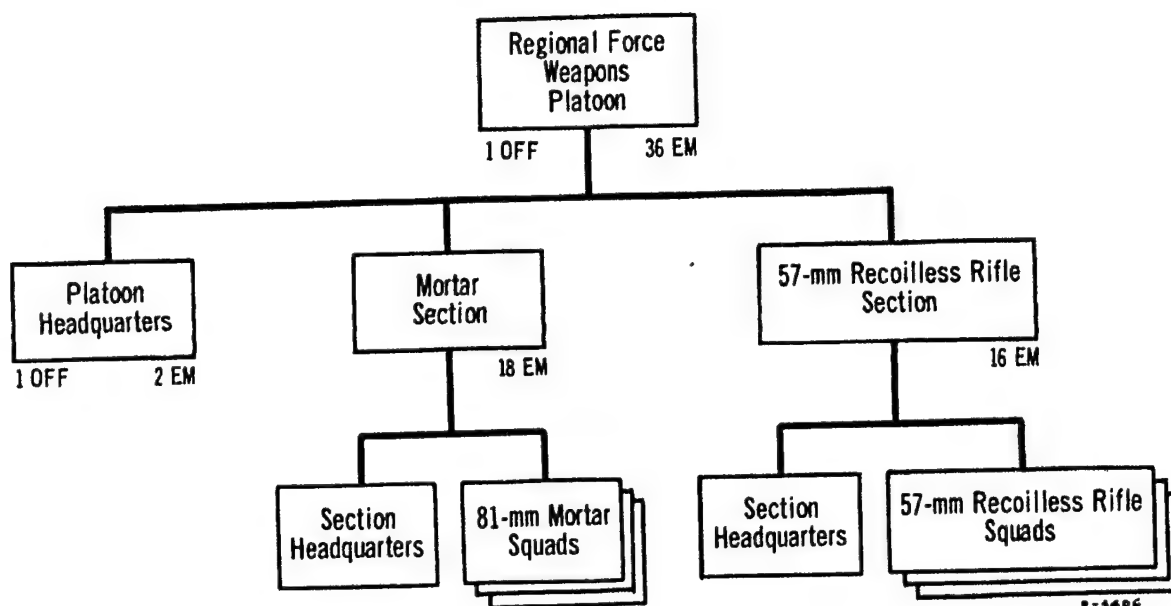 Regional Force
Weapons
Platoon
1 OFF 36 EM
Platoon
Headquarters
1 OFF 2 EM
Mortar
Section
18 EM
57-mm Recoilless Rifle
Section
16 EM
Section
Headquarters
81-mm Mortar
Squads
Section
Headquarters
57-mm Recoilless Rifle
Squads